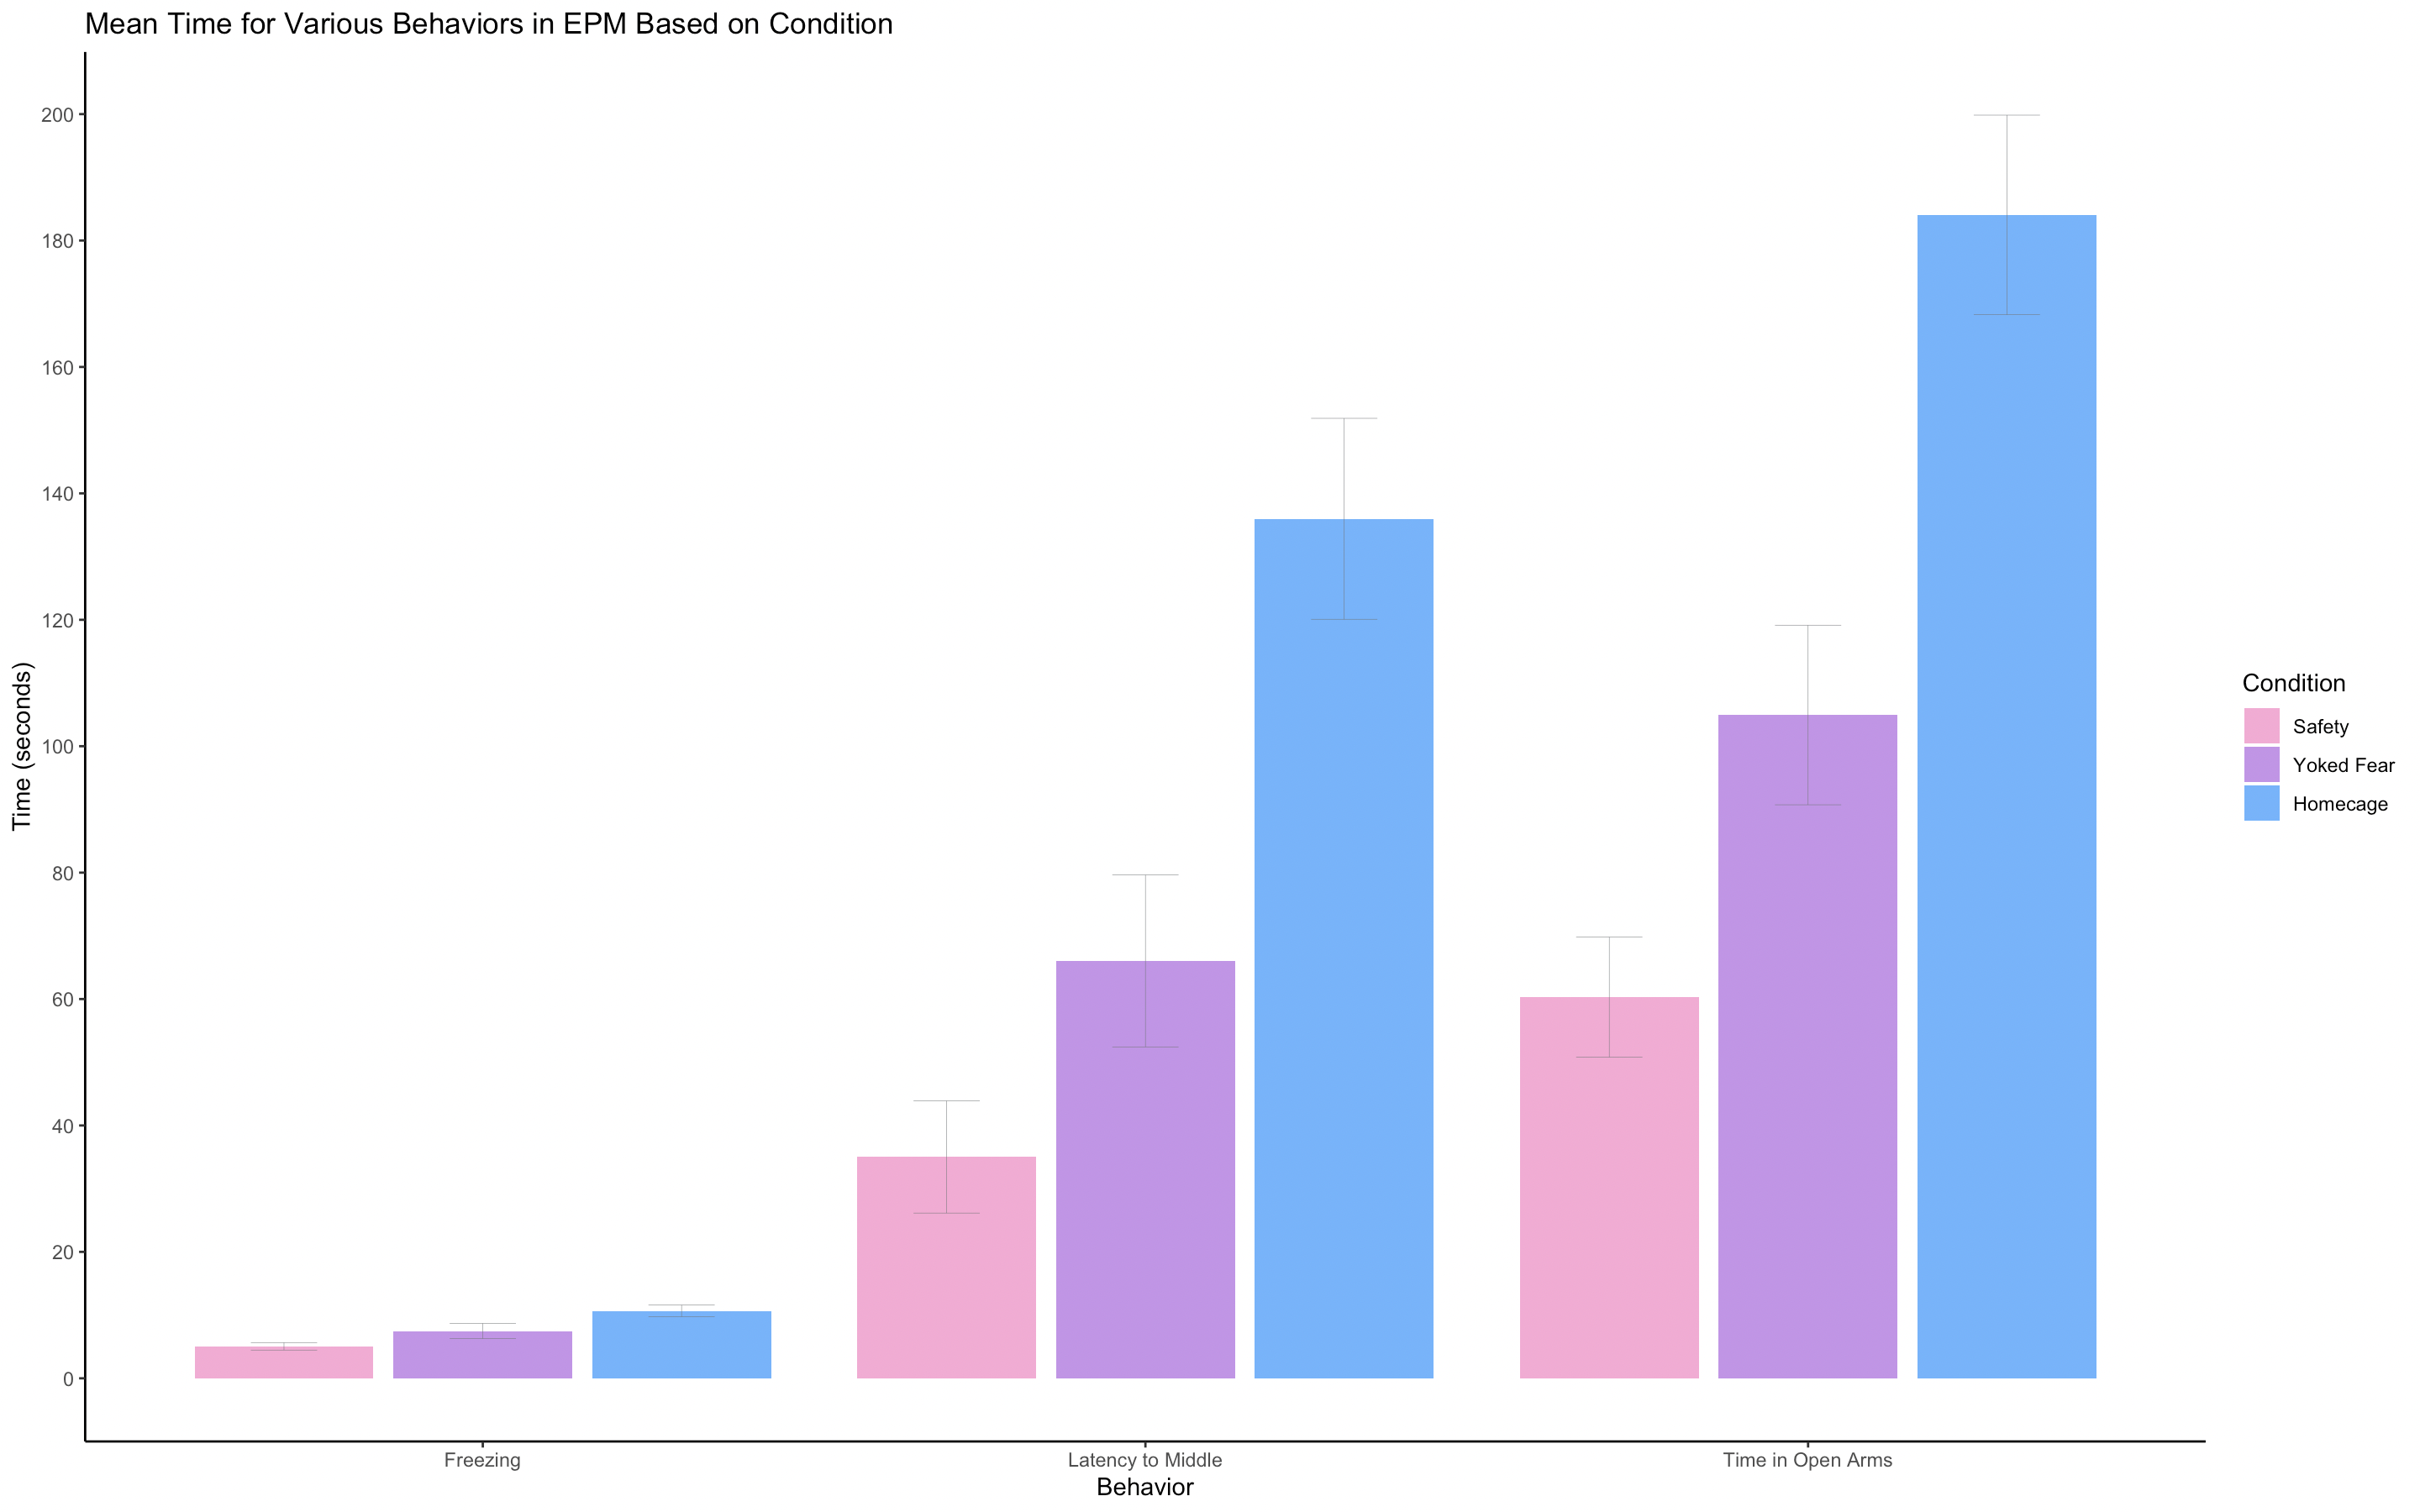 Mean Time for Various Behaviors in EPM Based on Condition
200
180
160
140
120
100
80
60
40
20
0
Time (seconds)
Freezing
Latency to Middle
Time in Open Arms
Behavior
Condition
Safety
Yoked Fear
Homecage